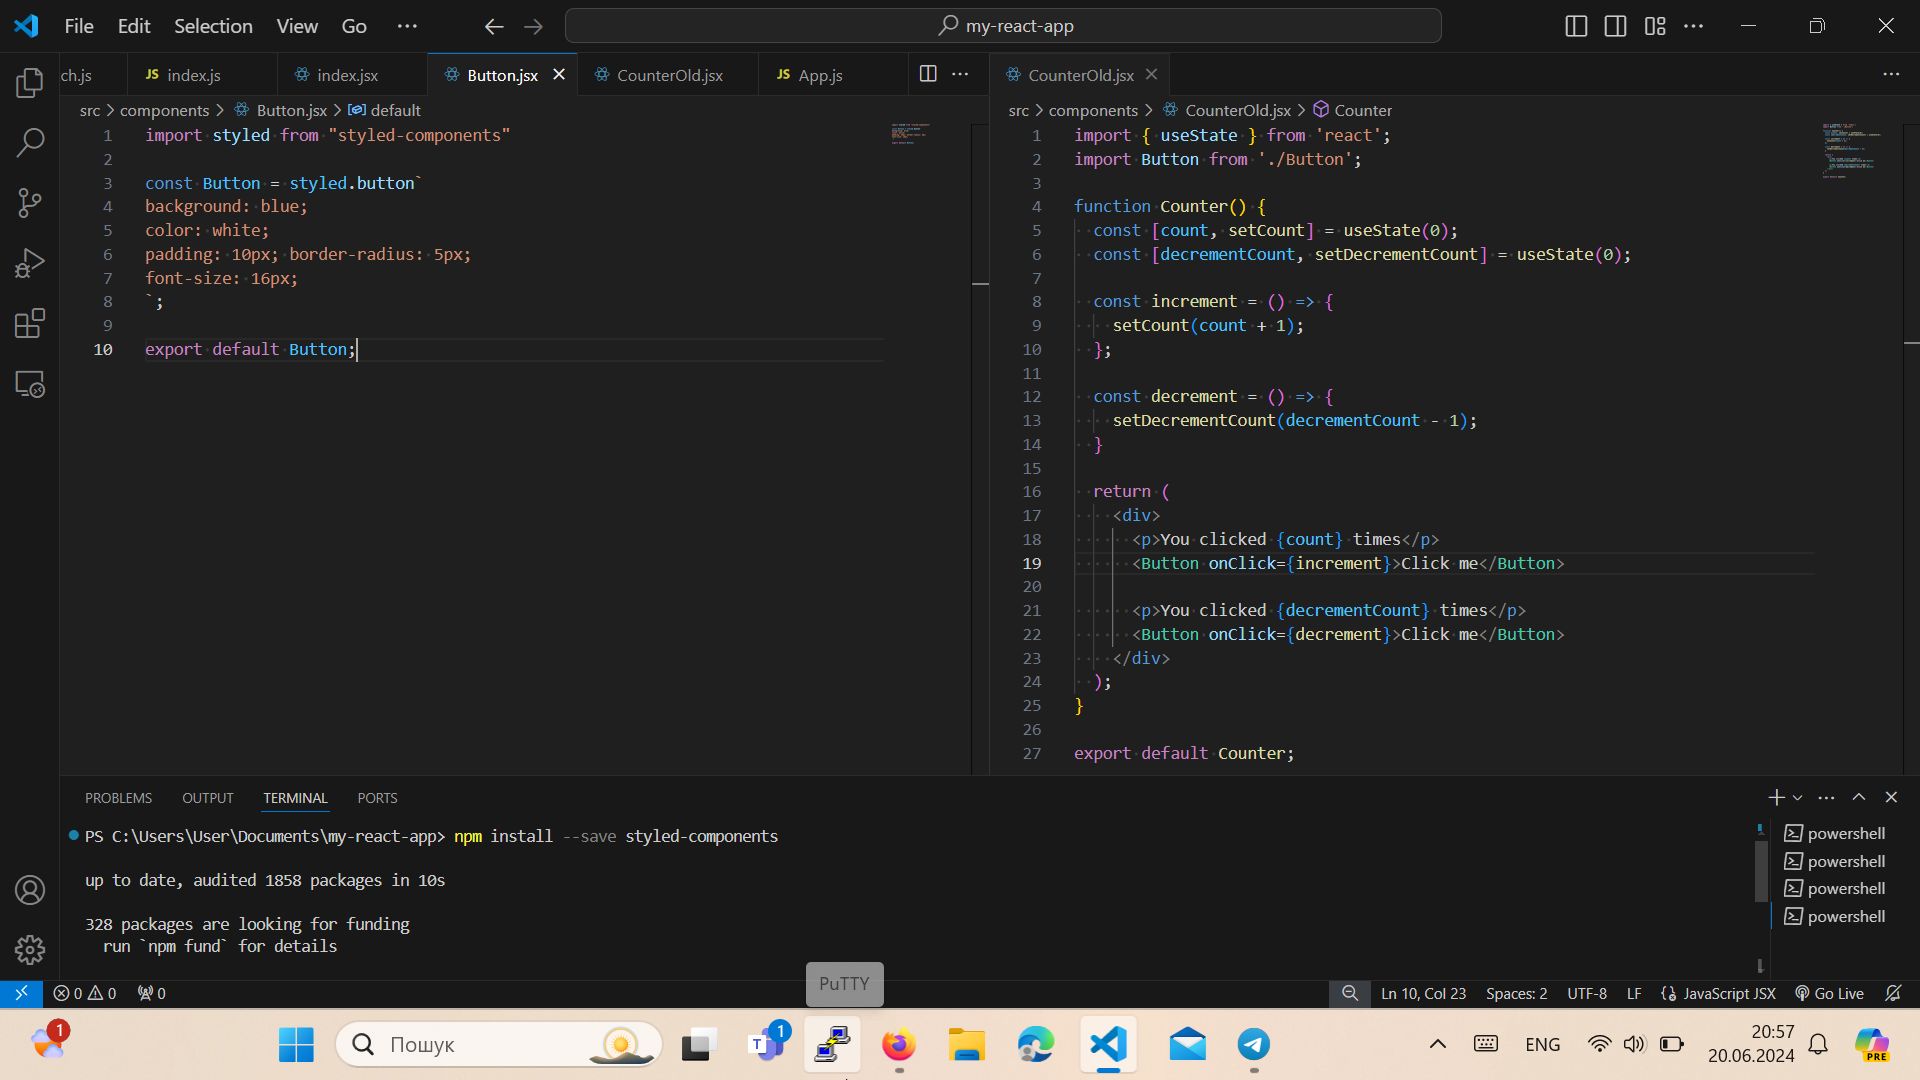 File Edit Selection View Go ···
my-react-app
ch.js
JS index.js
index.jsx
Button.jsx
CounterOld.jsx
JS App.js
CounterOld.jsx
src > components > Button.jsx > default
1 import styled from "styled-components"
2
3 const Button = styled.button`
4 background: blue;
5 color: white;
6 padding: 10px; border-radius: 5px;
7 font-size: 16px;
8 `;
9
10 export default Button;
src > components > CounterOld.jsx > Counter
1 import { useState } from 'react';
2 import Button from './Button';
3
4 function Counter() {
5 const [count, setCount] = useState(0);
6 const [decrementCount, setDecrementCount] = useState(0);
7
8 const increment = () => {
9 setCount(count + 1);
10 };
11
12 const decrement = () => {
13 setDecrementCount(decrementCount - 1);
14 }
15
16 return (
17 <div>
18 <p>You clicked {count} times</p>
19 <Button onClick={increment}>Click me</Button>
20
21 <p>You clicked {decrementCount} times</p>
22 <Button onClick={decrement}>Click me</Button>
23 </div>
24 );
25 }
26
27 export default Counter;
PROBLEMS OUTPUT TERMINAL PORTS
PS C:\Users\User\Documents\my-react-app> npm install --save styled-components
up to date, audited 1858 packages in 10s
328 packages are looking for funding
run `npm fund` for details
powershell
powershell
powershell
powershell
PuTTY
0 0 0
Ln 10, Col 23 Spaces: 2 UTF-8 LF {} JavaScript JSX Go Live
1
Пошук
T 1
ENG
20:57
20.06.2024
PRE